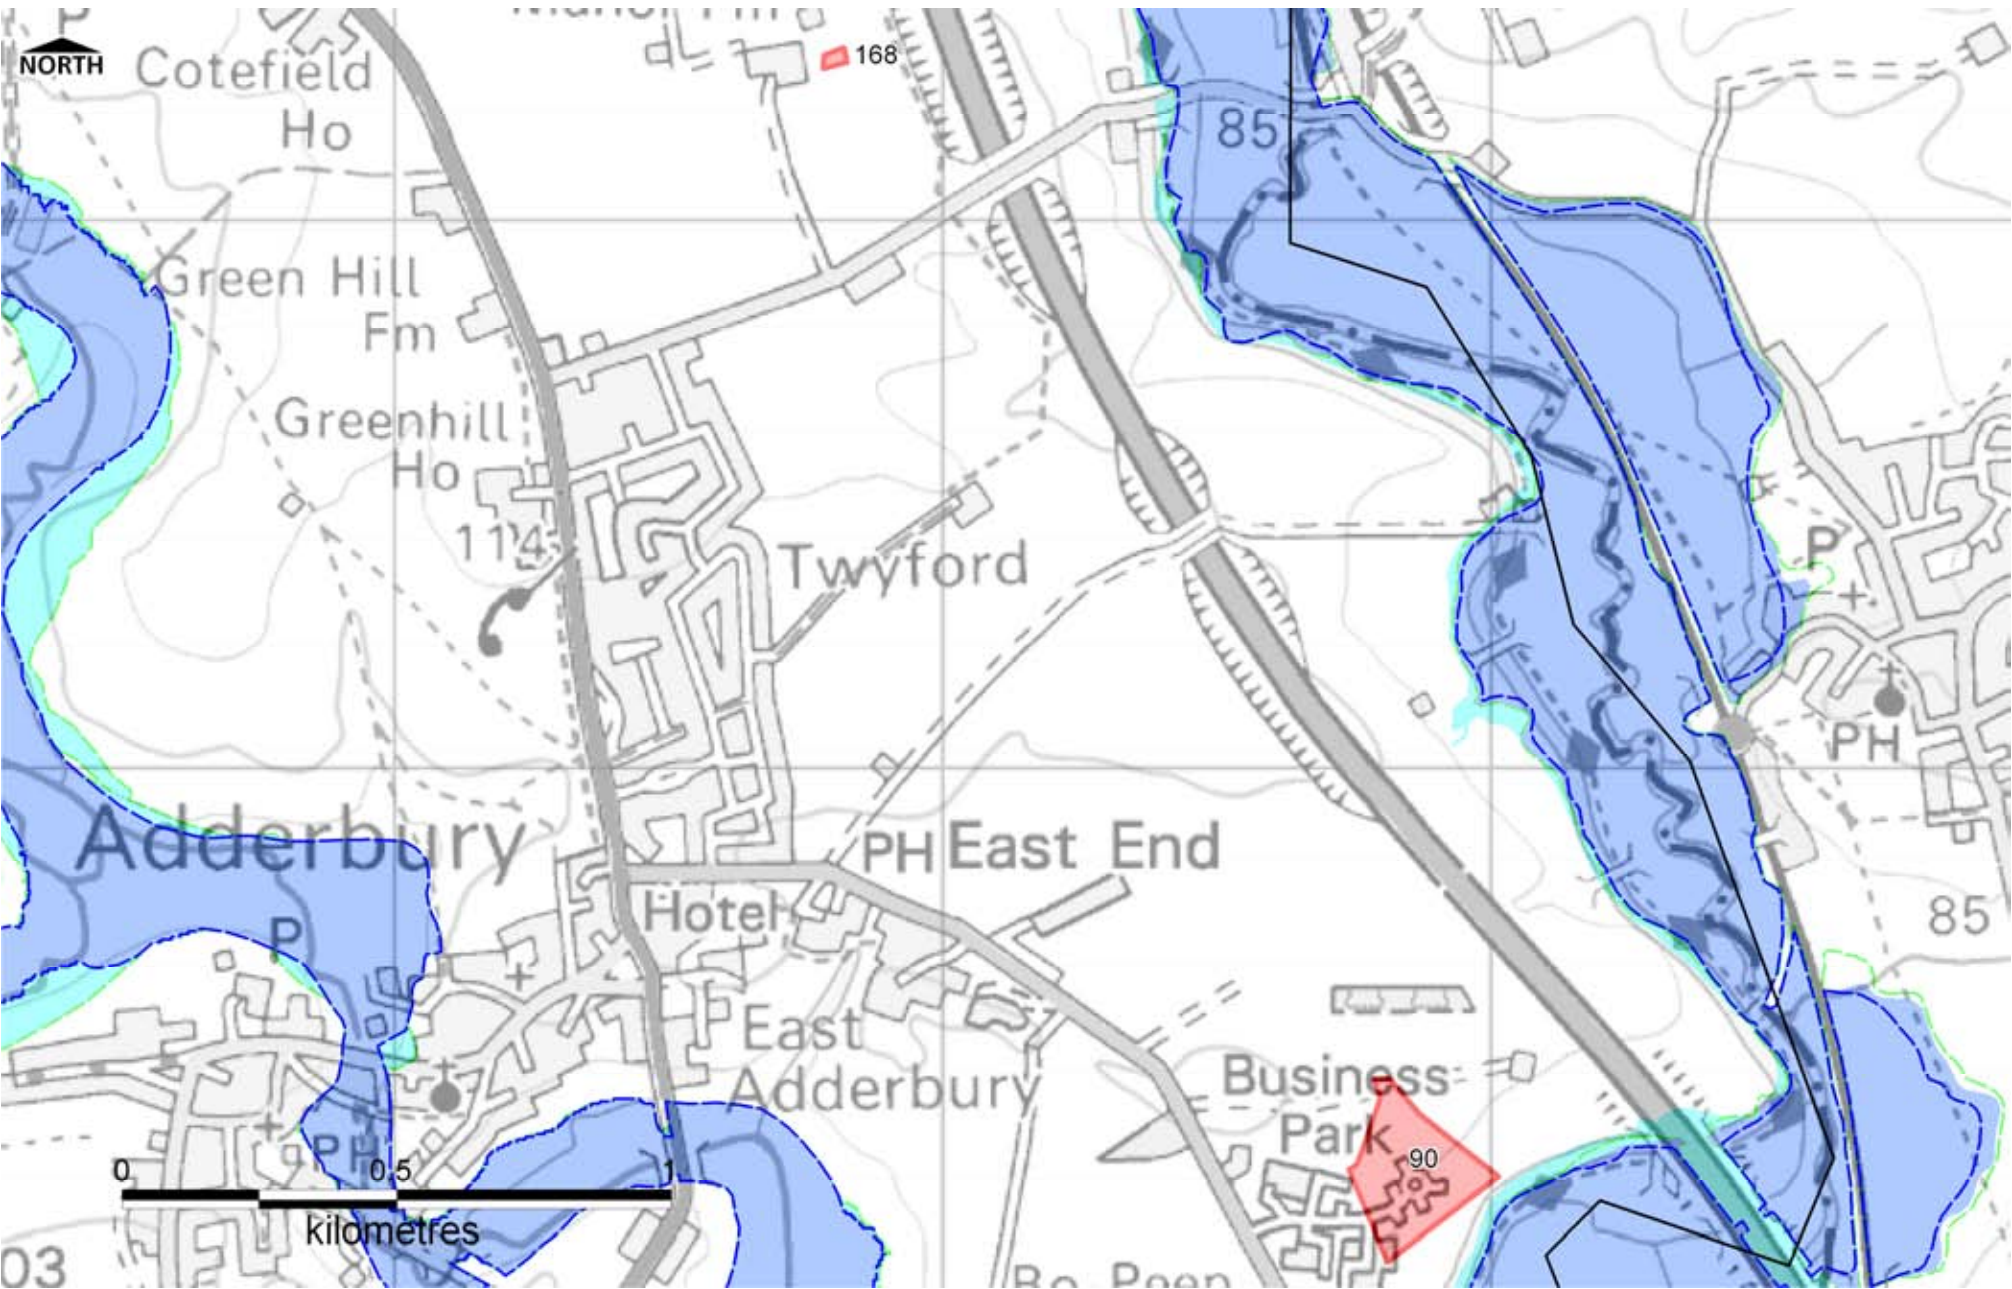 P
NORTH
Cotefield
Ho
168
85
Green Hill
Fm
Greenhill
Ho
114
Twyford
P
PH
Adderbury
PH
East End
Hotel
85
P
East
Adderbury
Business
Park
90
PH
0
0.5
1
kilometres
03